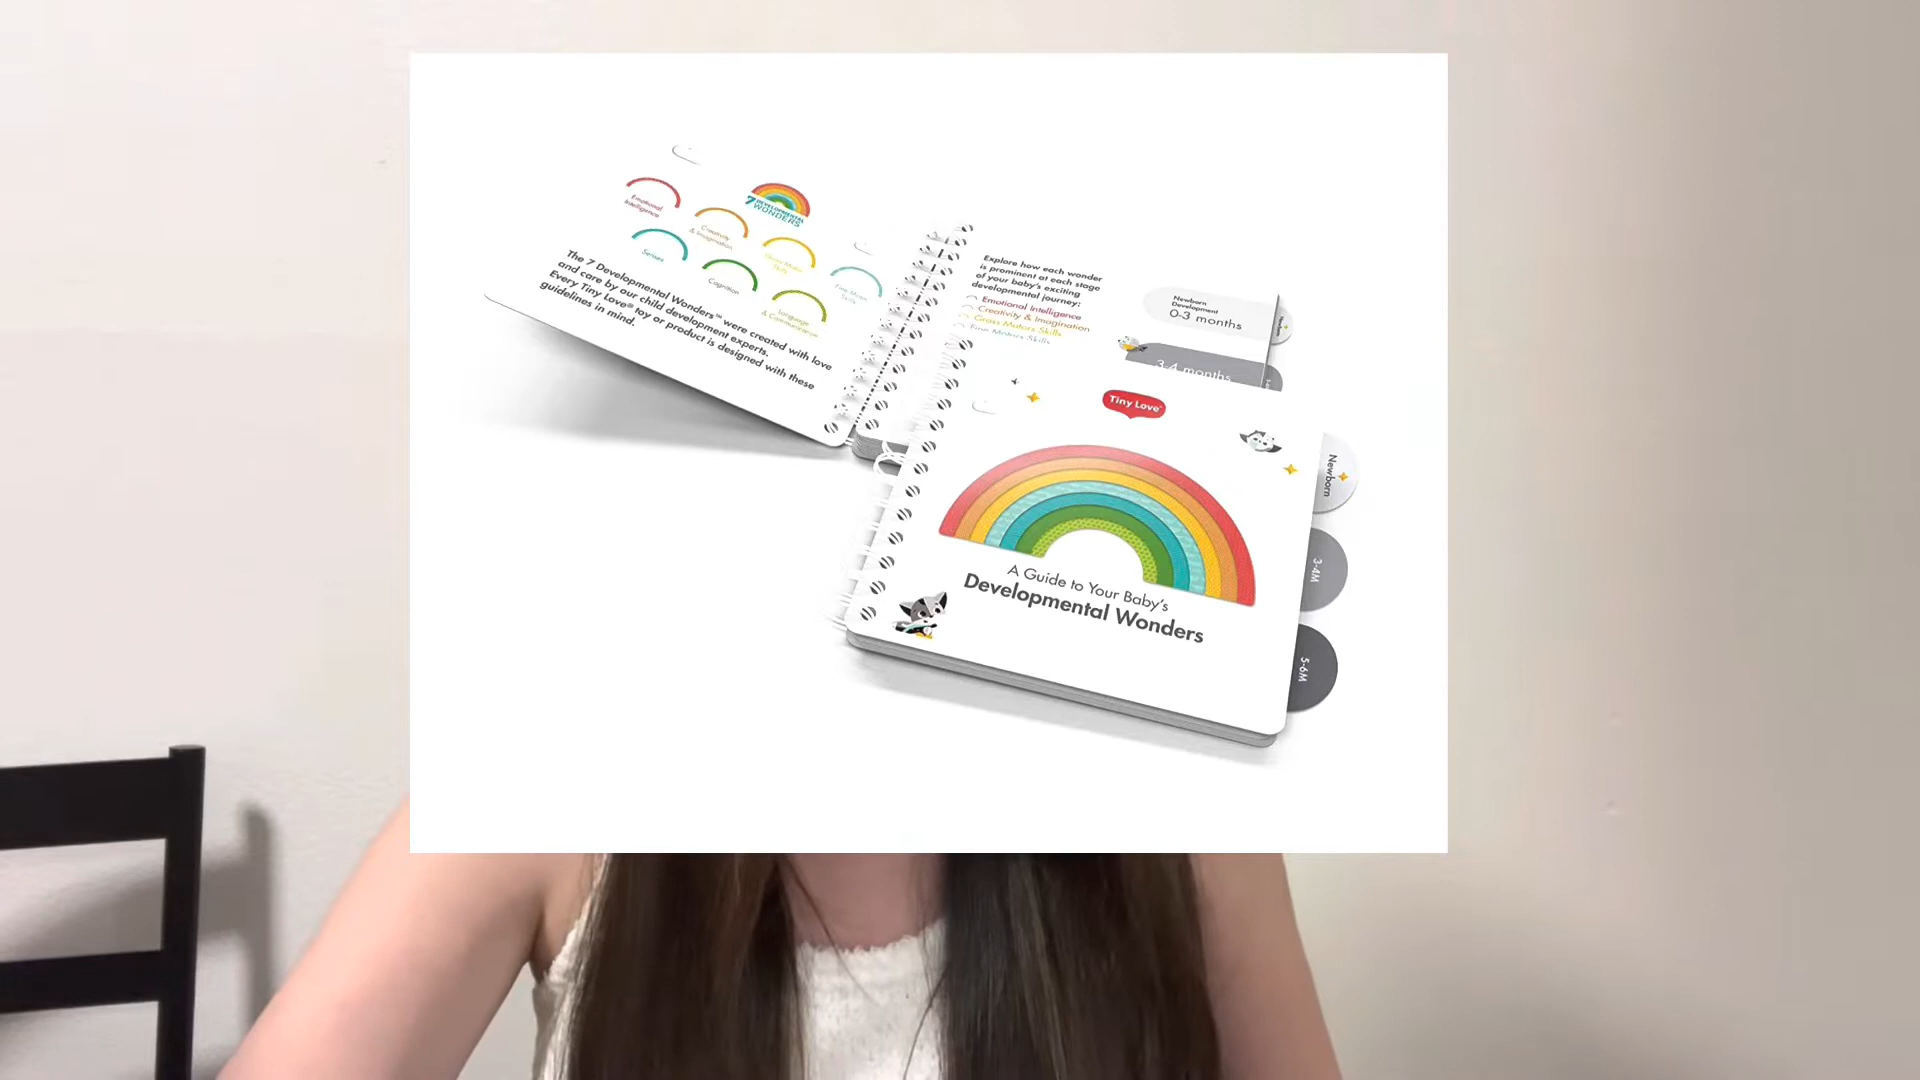 7 DEVELOPMENTAL
WONDERS
Emotional
Intelligence
Creativity
& Imagination
Gross Motor
Skills
Fine Motor
Skills
Senses
Cognition
Language
& Communication
The 7 Developmental Wonders™ were created with love
and care by our child development experts.
Every Tiny Love® toy or product is designed with these
guidelines in mind.
Explore how each wonder
is prominent at each stage
of your baby's exciting
developmental journey:
Emotional Intelligence
Creativity & Imagination
Gross Motors Skills
Fine Motors Skills
Newborn
Development
0-3 months
3-4 months
Newborn
Tiny Love
A Guide to Your Baby's
Developmental Wonders
Newborn
3-4M
5-6M